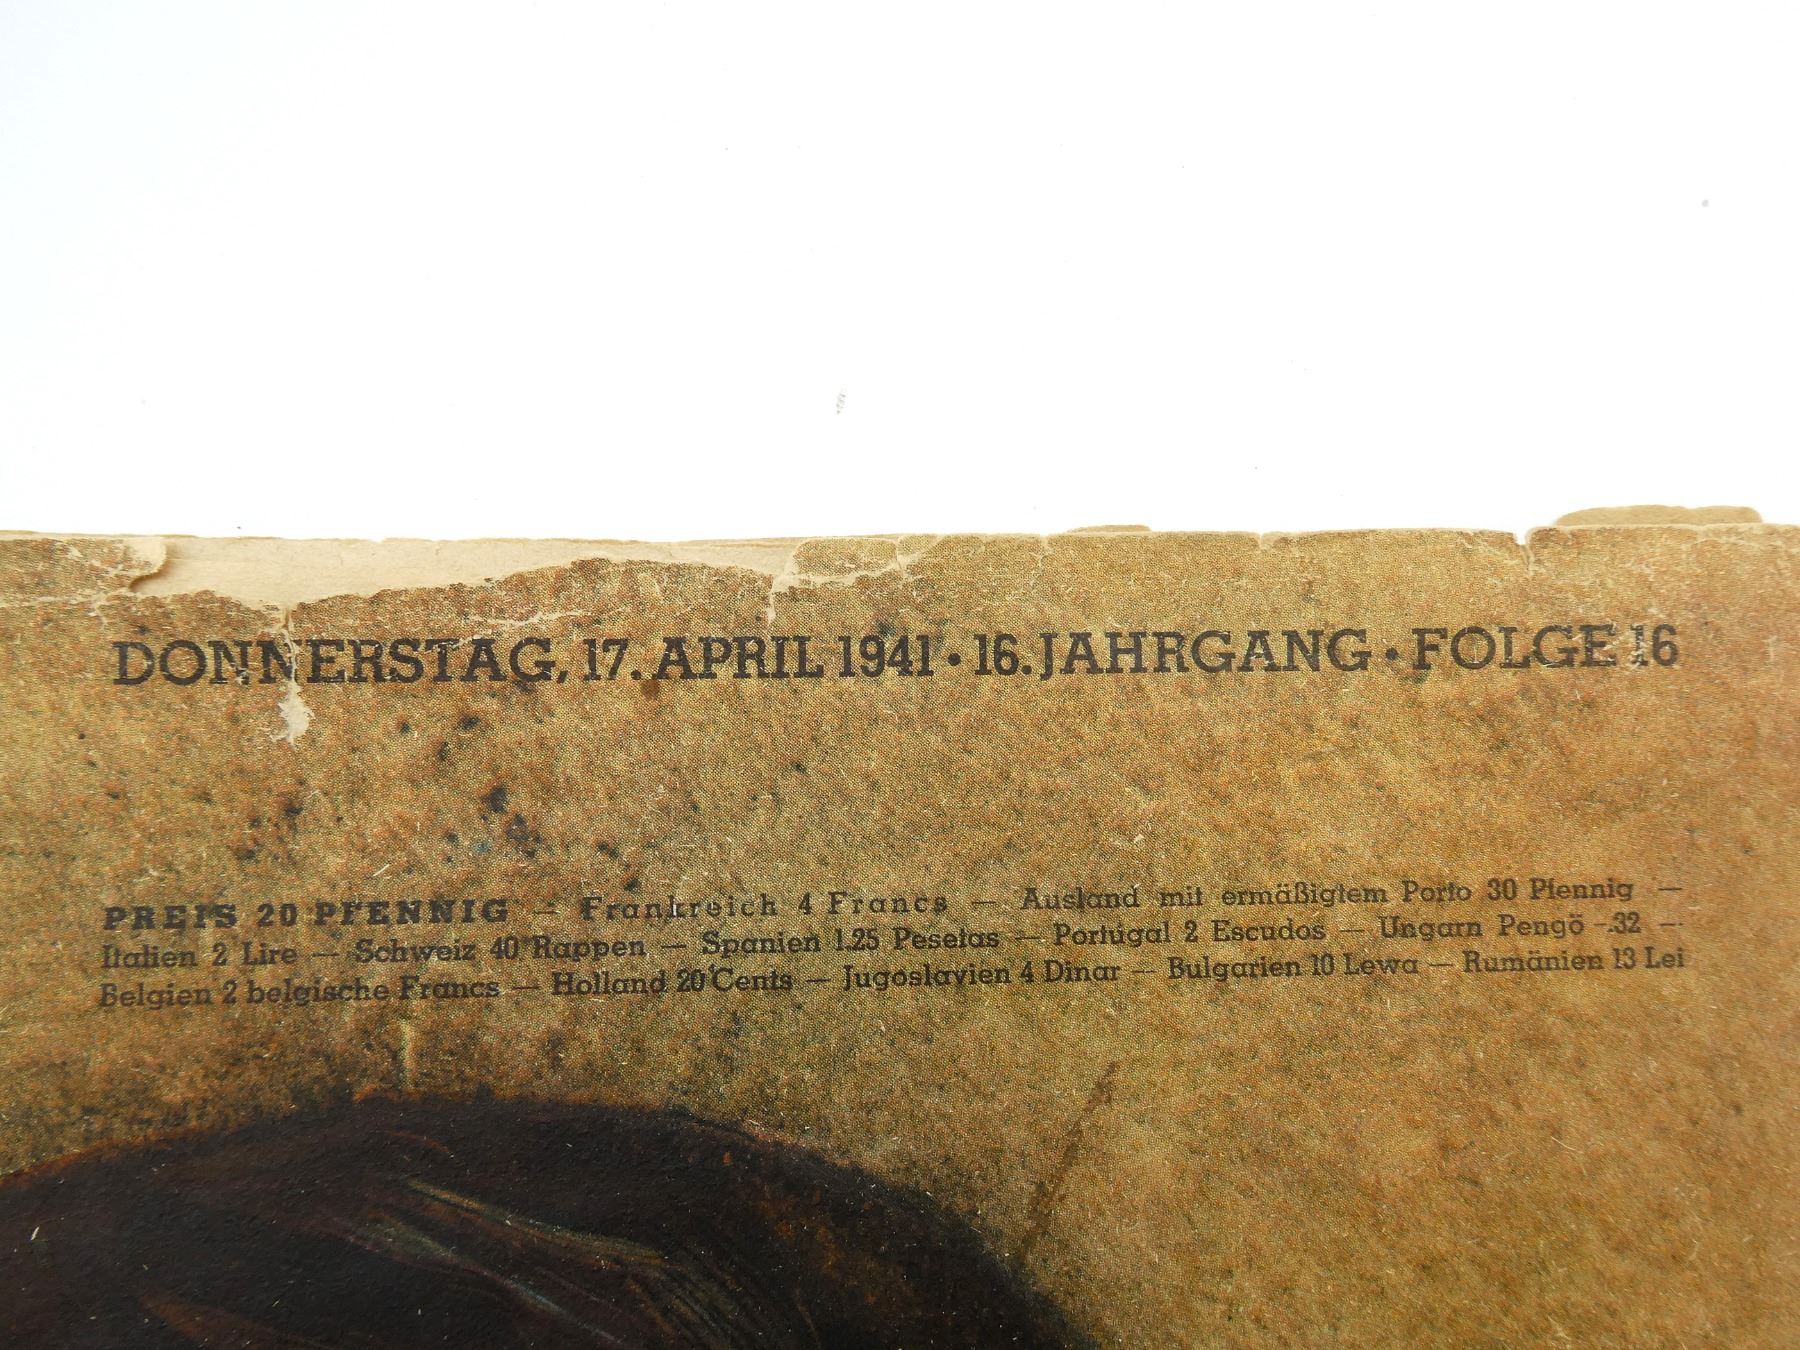 DONNERSTAG, 17. APRIL 1941 • 16. JAHRGANG • FOLGE 16
PREIS 20 PFENNIG — Frankreich 4 Francs — Ausland mit ermäßigtem Porto 30 Pfennig —
Italien 2 Lire — Schweiz 40 Rappen — Spanien 1.25 Pesetas — Portugal 2 Escudos — Ungarn Pengö -.32 —
Belgien 2 belgische Francs — Holland 20 Cents — Jugoslavien 4 Dinar — Bulgarien 10 Lewa — Rumänien 13 Lei